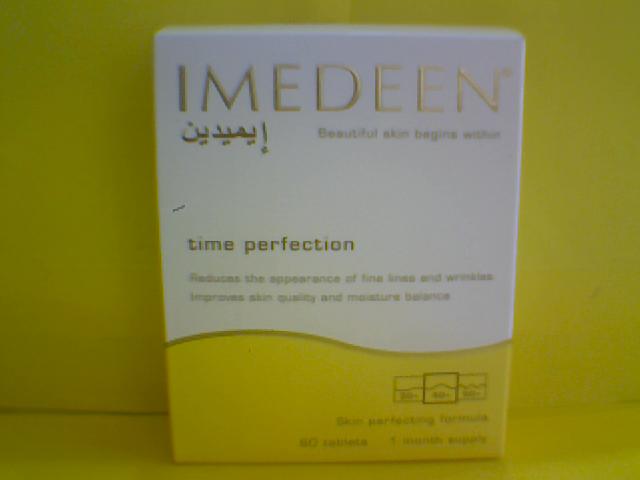 IMEDEEN®
إيميدين
Beautiful skin begins within
time perfection
Reduces the appearance of fine lines and wrinkles
Improves skin quality and moisture balance
40+
Skin perfecting formula
60 tablets 1 month supply